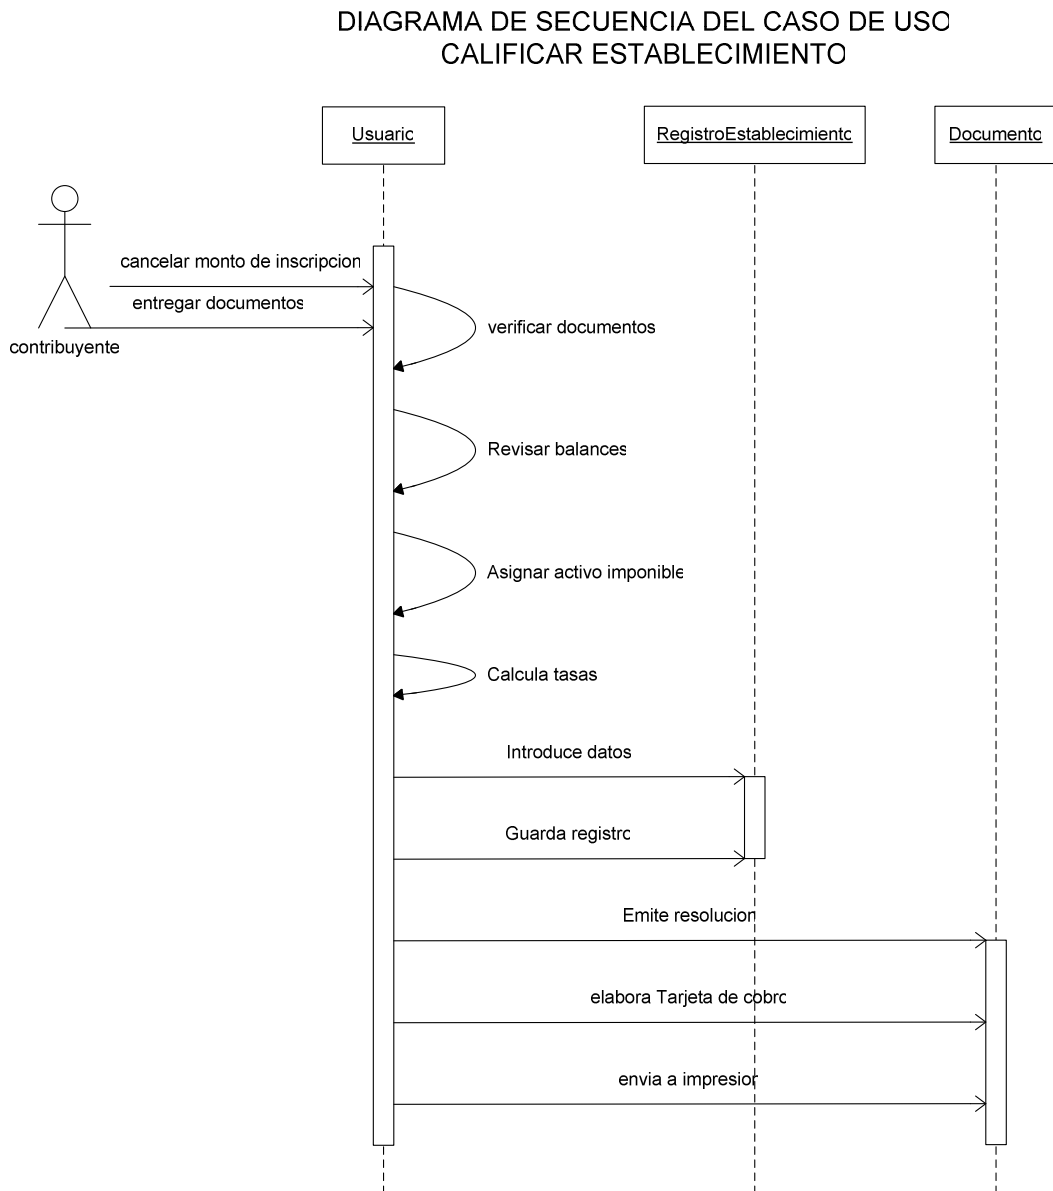 DIAGRAMA DE SECUENCIA DEL CASO DE USO
CALIFICAR ESTABLECIMIENTO
Usuario
RegistroEstablecimiento
Documento
cancelar monto de inscripcion
entregar documentos
verificar documentos
contribuyente
Revisar balances
Asignar activo imponible
Calcula tasas
Introduce datos
Guarda registro
Emite resolucion
elabora Tarjeta de cobro
envia a impresion